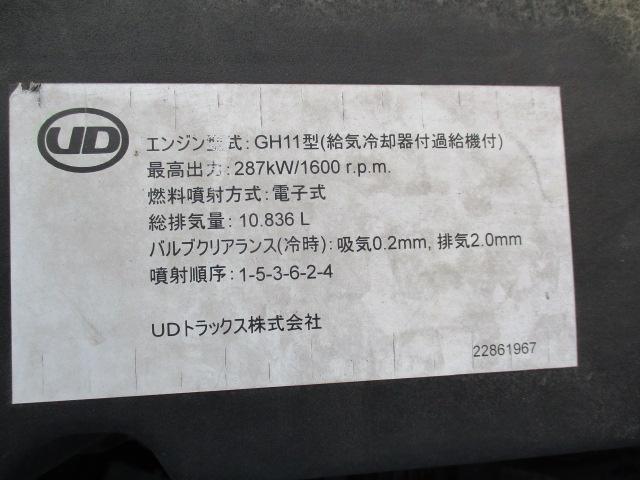 UD
エンジン型式: GH11型(給気冷却器付過給機付)
最高出力: 287kW/1600 r.p.m.
燃料噴射方式: 電子式
総排気量: 10.836 L
バルブクリアランス(冷時): 吸気0.2mm, 排気2.0mm
噴射順序: 1-5-3-6-2-4
UDトラックス株式会社
22861967